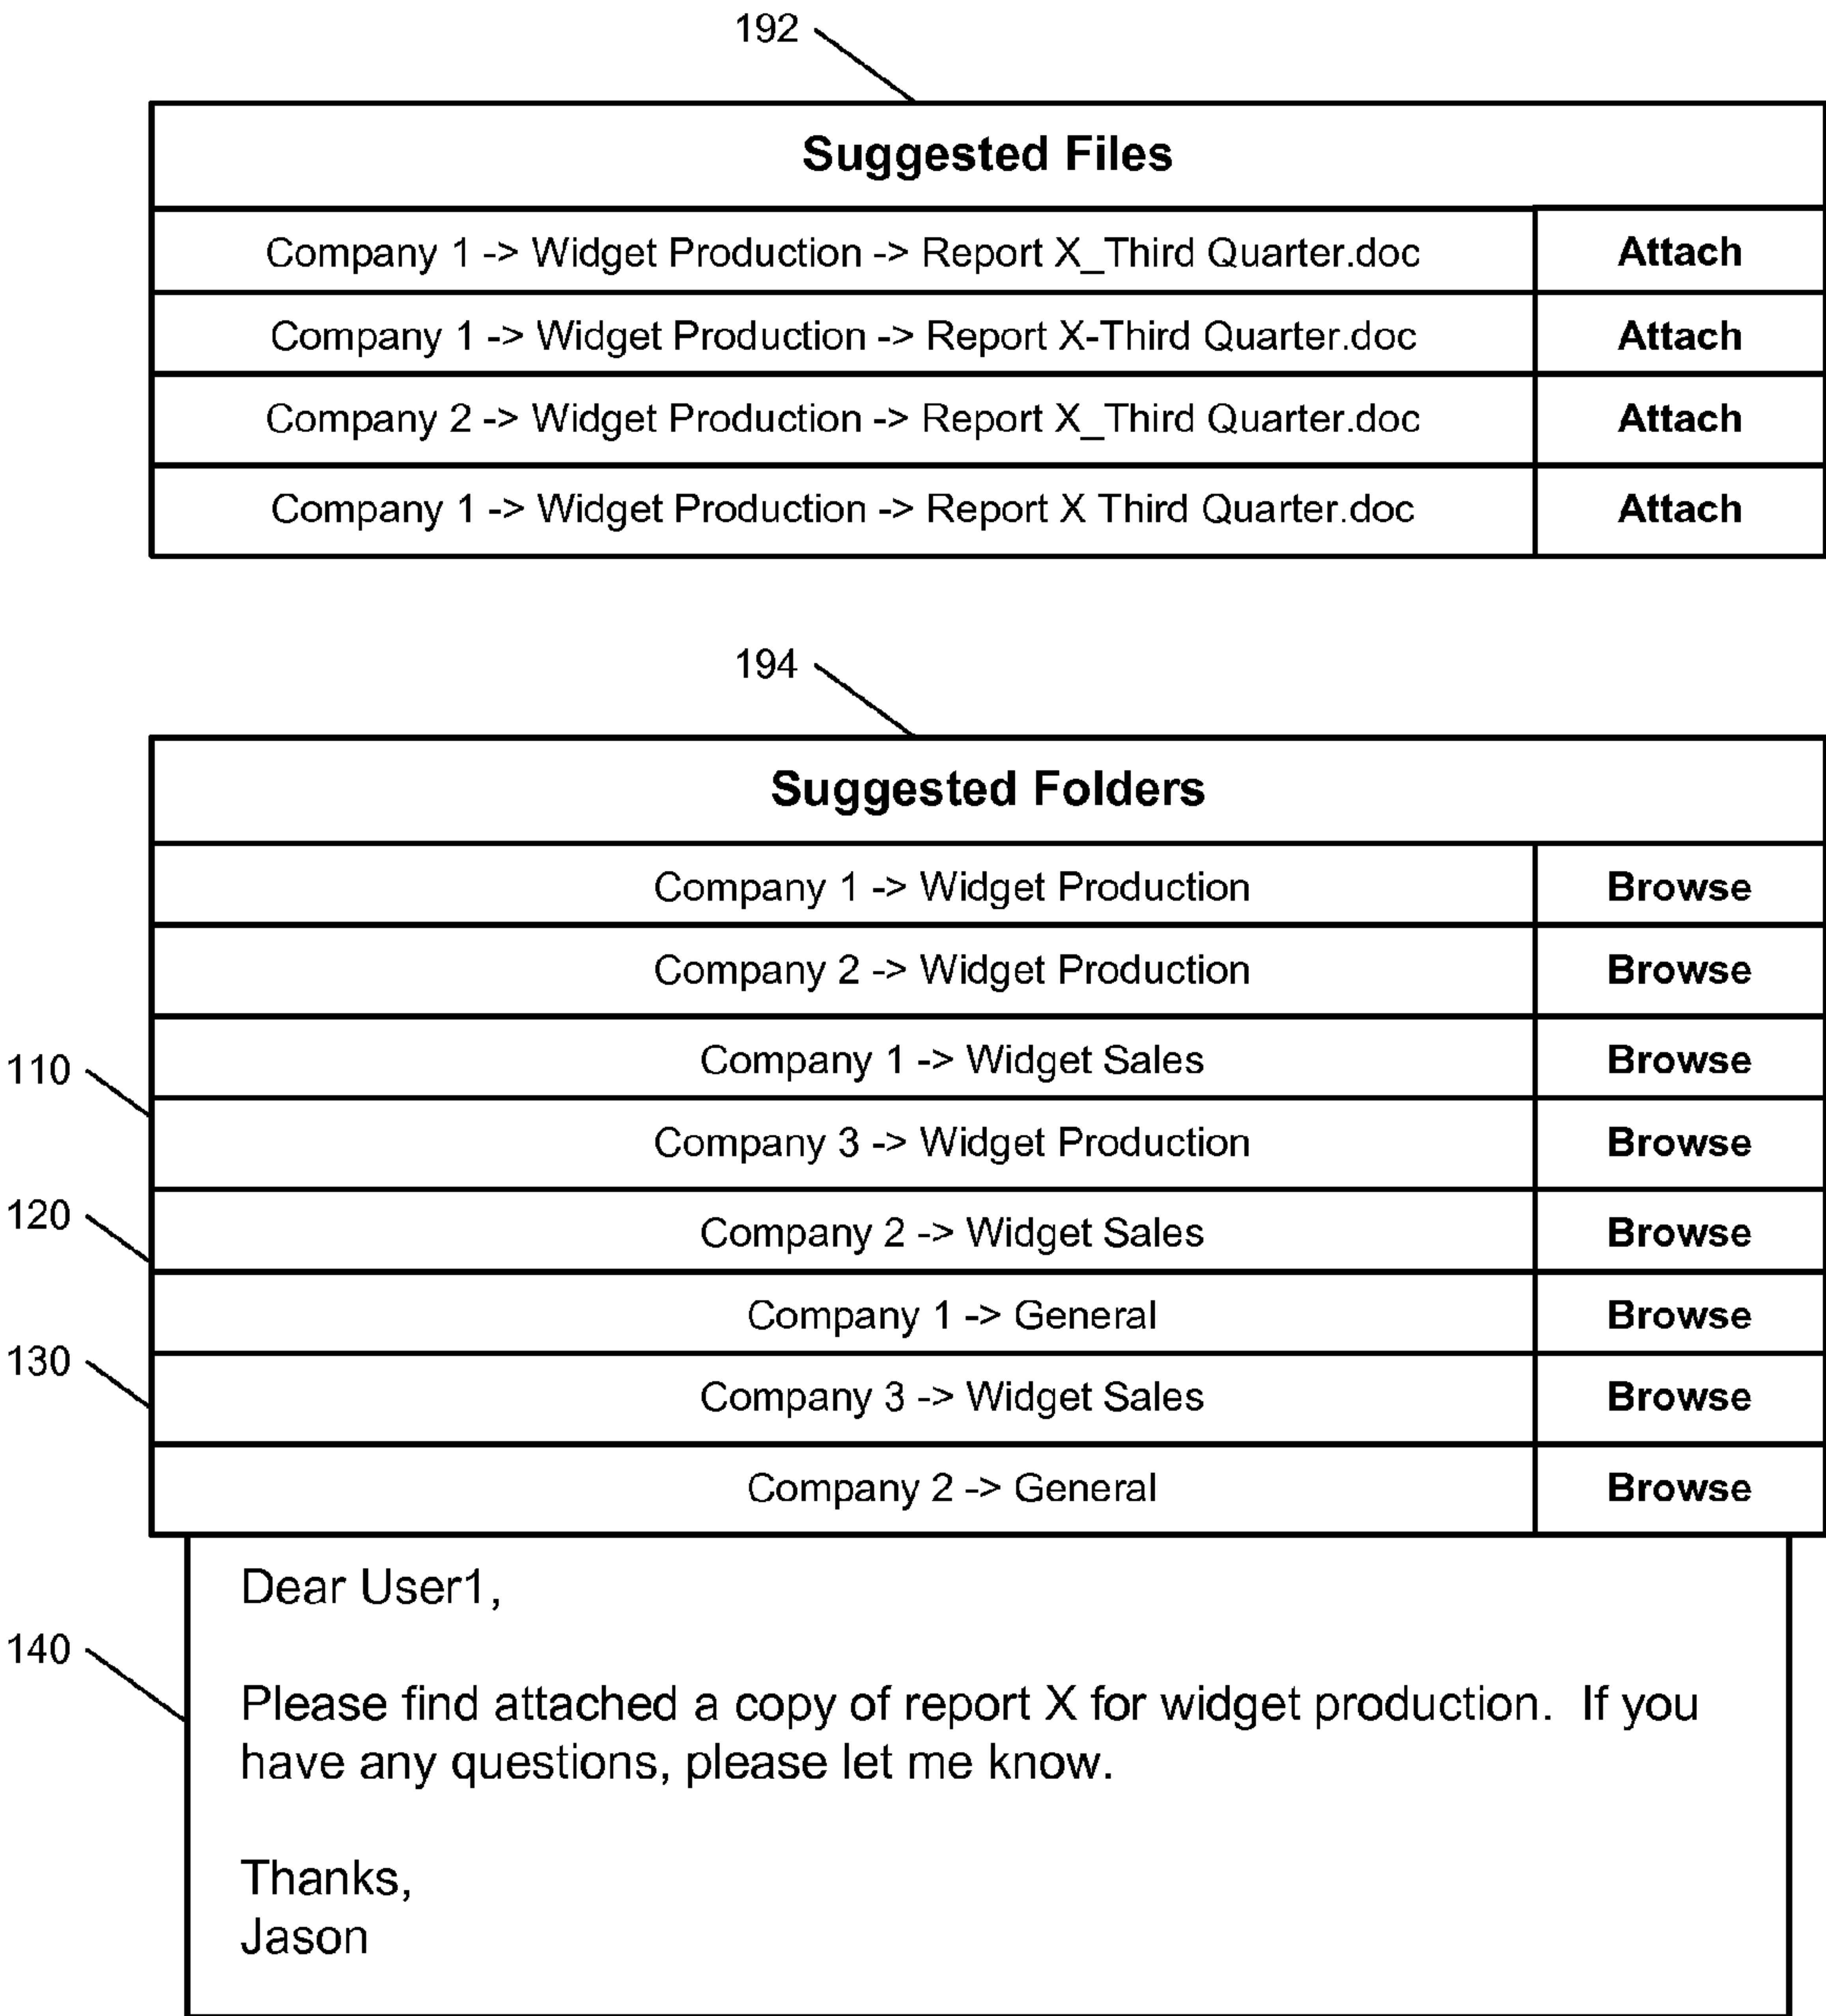 192
Suggested Files
Company 1 -> Widget Production -> Report X_Third Quarter.doc Attach
Company 1 -> Widget Production -> Report X-Third Quarter.doc Attach
Company 2 -> Widget Production -> Report X_Third Quarter.doc Attach
Company 1 -> Widget Production -> Report X Third Quarter.doc Attach
194
Suggested Folders
Company 1 -> Widget Production Browse
Company 2 -> Widget Production Browse
Company 1 -> Widget Sales Browse
110
Company 3 -> Widget Production Browse
120
Company 2 -> Widget Sales Browse
Company 1 -> General Browse
130
Company 3 -> Widget Sales Browse
Company 2 -> General Browse
Dear User1,
140
Please find attached a copy of report X for widget production. If you
have any questions, please let me know.
Thanks,
Jason